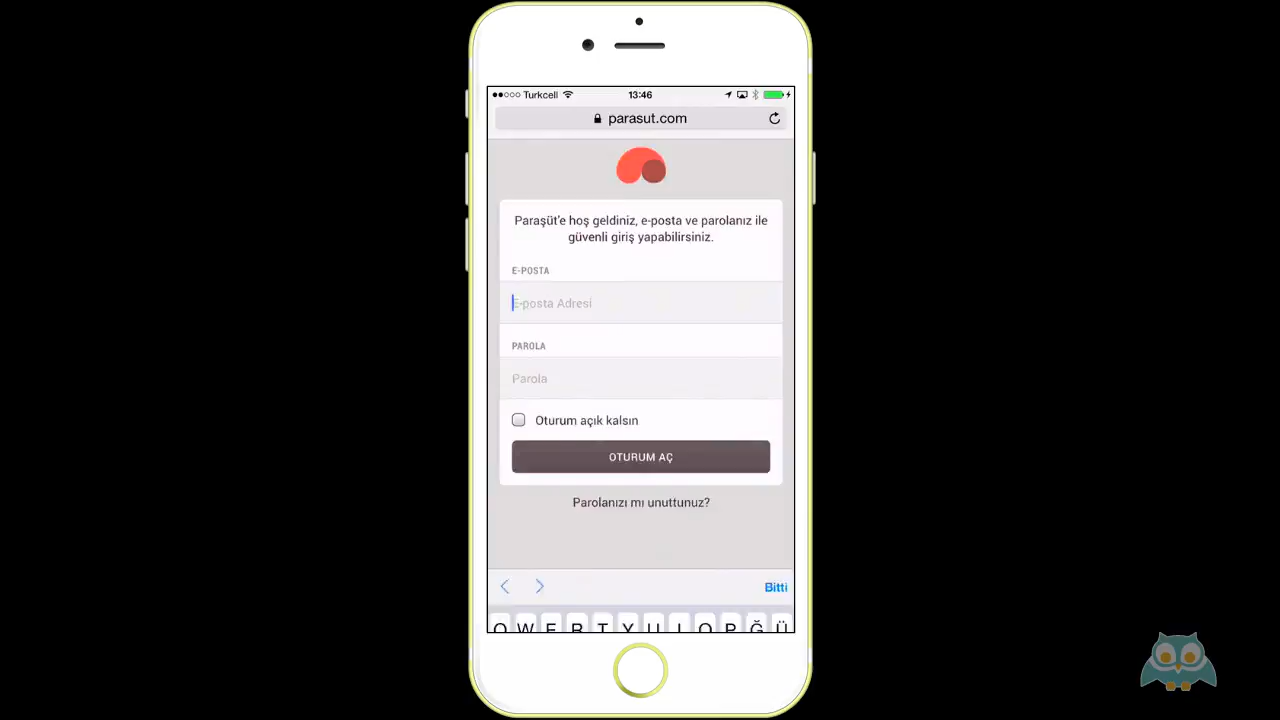 Turkcell 13:46
parasut.com
Paraşüt'e hoş geldiniz, e-posta ve parolanız ile
güvenli giriş yapabilirsiniz.
E-POSTA
E-posta Adresi
PAROLA
Parola
Oturum açık kalsın
OTURUM AÇ
Parolanızı mı unuttunuz?
Bitti
Q W E R T Y U I O P Ğ Ü